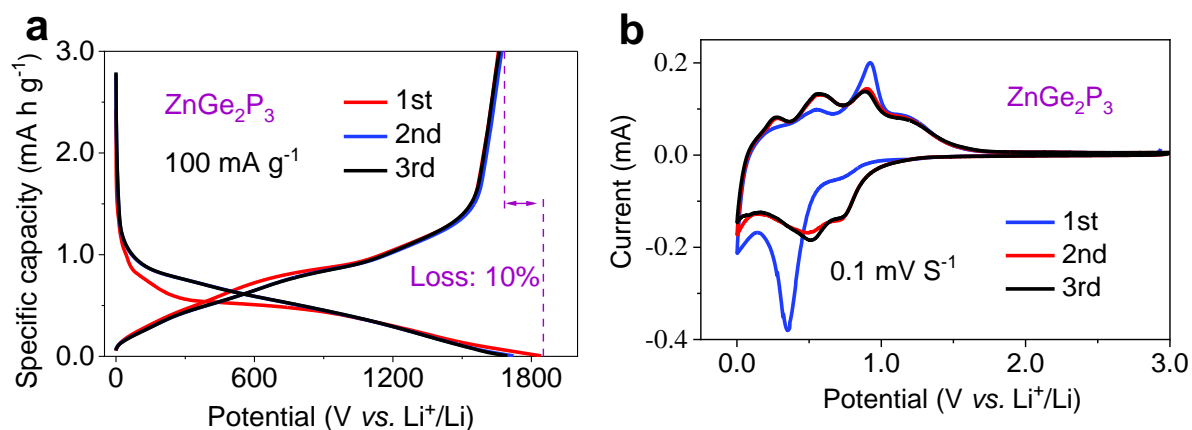 a
Specific capacity (mA h g⁻¹)
3.0
2.0
1.0
0.0
ZnGe₂P₃
100 mA g⁻¹
1st
2nd
3rd
Loss: 10%
0
600
1200
1800
Potential (V vs. Li⁺/Li)
b
Current (mA)
0.2
0.0
-0.2
-0.4
ZnGe₂P₃
0.1 mV S⁻¹
1st
2nd
3rd
0.0
1.0
2.0
3.0
Potential (V vs. Li⁺/Li)